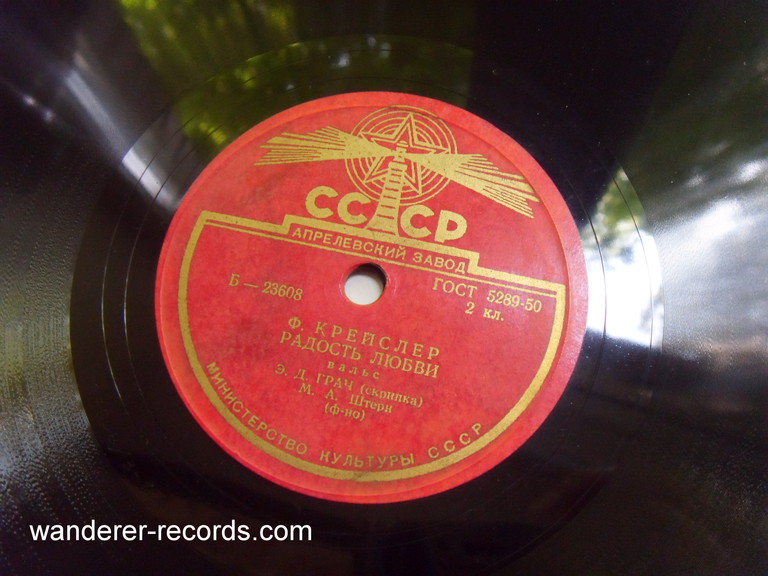 СССР
АПРЕЛЕВСКИЙ ЗАВОД
Б — 23608
ГОСТ 5289-50
2 кл.
Ф. КРЕЙСЛЕР
РАДОСТЬ ЛЮБВИ
вальс
Э. Д. ГРАЧ (скрипка)
М. А. Штерн
(ф-но)
МИНИСТЕРСТВО КУЛЬТУРЫ СССР
wanderer-records.com